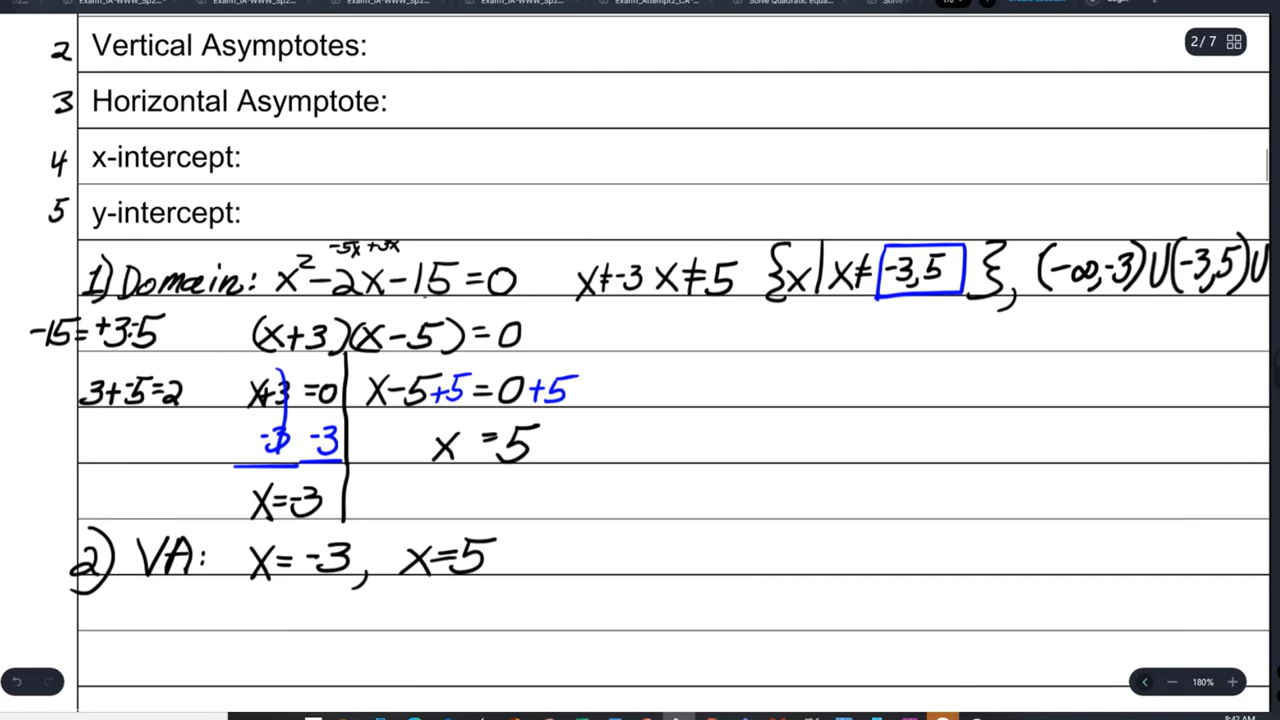 2 Vertical Asymptotes:
2/7
3 Horizontal Asymptote:
4 x-intercept:
5 y-intercept:
-5x +3x
1) Domain: x²-2x-15=0 x≠-3 x≠5 {x|x≠-3,5}, (-∞,-3)U(-3,5)U
-15=+3·-5 (x+3)(x-5)=0
3+-5=2 x+3=0 x-5+5=0+5
-3 -3 x=5
x=-3
2) VA: x=-3, x=5
180%